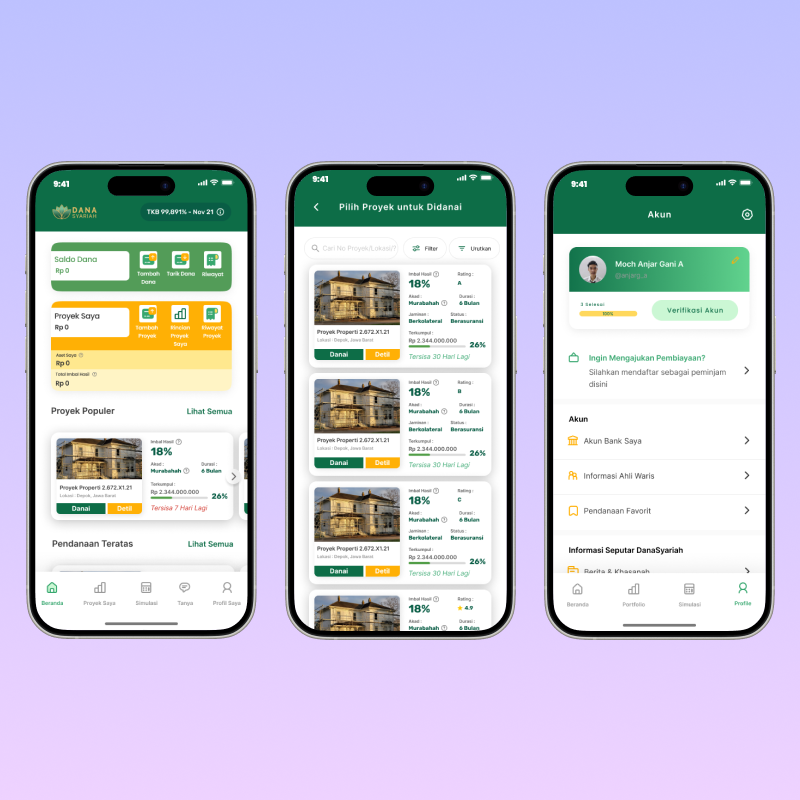 9:41
DANA
SYARIAH
TKB 99,891% - Nov 21
Saldo Dana
Rp 0
Tambah
Dana
Tarik Dana
Riwayat
Proyek Saya
Rp 0
Tambah
Proyek
Rincian
Proyek
Saya
Riwayat
Proyek
Aset Saya
Rp 0
Total Imbal Hasil
Rp 0
Proyek Populer
Lihat Semua
Imbal Hasil
18%
Akad :
Murabahah
Durasi :
6 Bulan
Proyek Properti 2.672.X1.21
Lokasi : Depok, Jawa Barat
Terkumpul :
Rp 2.344.000.000
26%
Danai
Detil
Tersisa 7 Hari Lagi
Pendanaan Teratas
Lihat Semua
Beranda
Proyek Saya
Simulasi
Tanya
Profil Saya
9:41
Pilih Proyek untuk Didanai
Cari No Proyek/Lokasi/
Filter
Urutkan
Imbal Hasil
18%
Rating :
A
Akad :
Murabahah
Durasi :
6 Bulan
Jaminan :
Berkolateral
Status :
Berasuransi
Proyek Properti 2.672.X1.21
Lokasi : Depok, Jawa Barat
Terkumpul :
Rp 2.344.000.000
26%
Danai
Detil
Tersisa 30 Hari Lagi
Imbal Hasil
18%
Rating :
B
Akad :
Murabahah
Durasi :
6 Bulan
Jaminan :
Berkolateral
Status :
Berasuransi
Proyek Properti 2.672.X1.21
Lokasi : Depok, Jawa Barat
Terkumpul :
Rp 2.344.000.000
26%
Danai
Detil
Tersisa 30 Hari Lagi
Imbal Hasil
18%
Rating :
C
Akad :
Murabahah
Durasi :
6 Bulan
Jaminan :
Berkolateral
Status :
Berasuransi
Proyek Properti 2.672.X1.21
Lokasi : Depok, Jawa Barat
Terkumpul :
Rp 2.344.000.000
26%
Danai
Detil
Tersisa 30 Hari Lagi
Imbal Hasil
18%
Rating :
4.9
Akad :
Murabahah
Durasi :
6 Bulan
9:41
Akun
Moch Anjar Gani A
@anjarg_a
3 Selesai
100%
Verifikasi Akun
Ingin Mengajukan Pembiayaan?
Silahkan mendaftar sebagai peminjam
disini
Akun
Akun Bank Saya
Informasi Ahli Waris
Pendanaan Favorit
Informasi Seputar DanaSyariah
Berita & Khasanah
Beranda
Portfolio
Simulasi
Profile